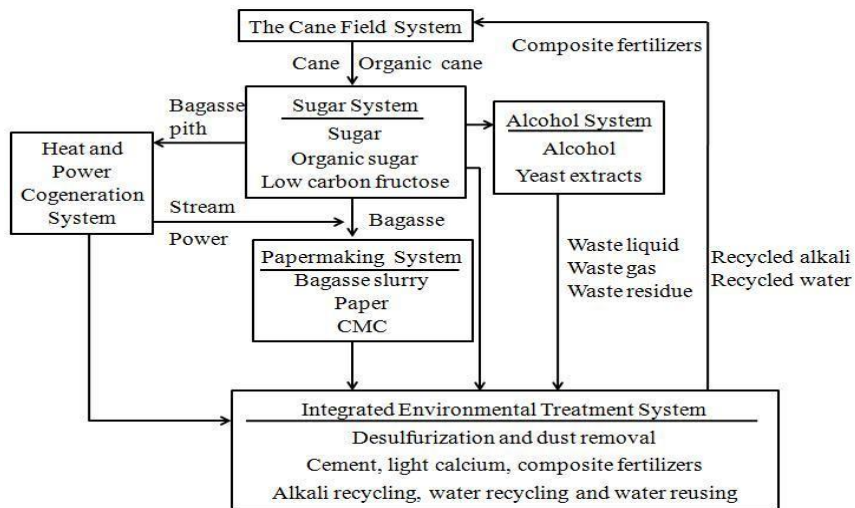 The Cane Field System
Composite fertilizers
Cane
Organic cane
Bagasse
pith
Sugar System
Sugar
Organic sugar
Low carbon fructose
Alcohol System
Alcohol
Yeast extracts
Heat and
Power
Cogeneration
System
Stream
Power
Bagasse
Papermaking System
Bagasse slurry
Paper
CMC
Waste liquid
Waste gas
Waste residue
Recycled alkali
Recycled water
Integrated Environmental Treatment System
Desulfurization and dust removal
Cement, light calcium, composite fertilizers
Alkali recycling, water recycling and water reusing